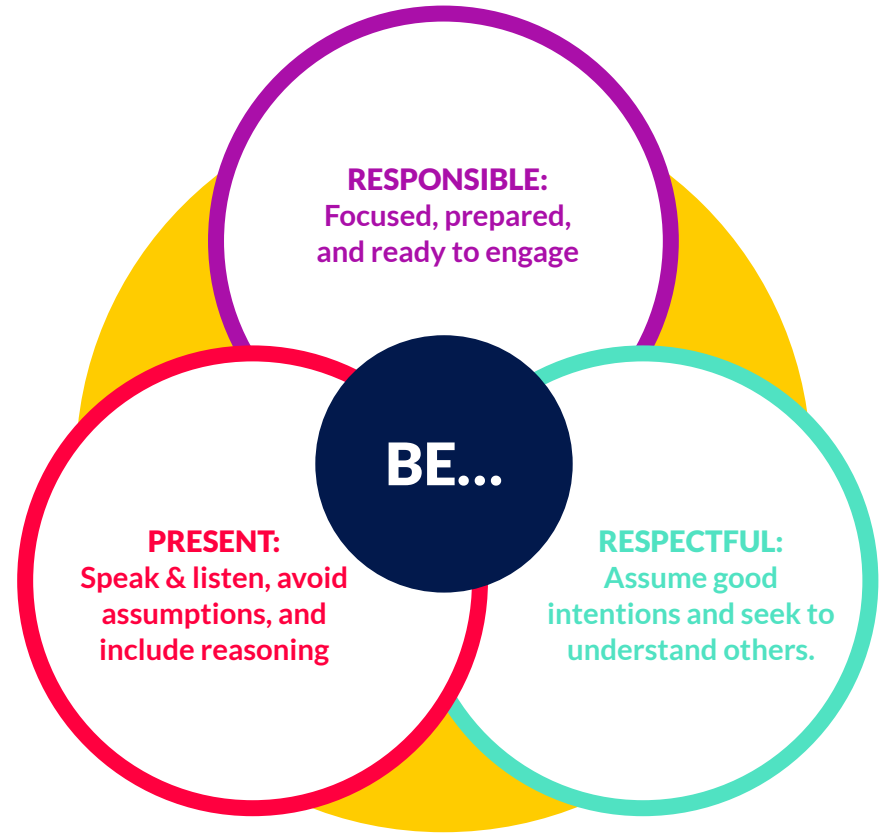 RESPONSIBLE:
Focused, prepared,
and ready to engage
BE...
PRESENT:
Speak & listen, avoid
assumptions, and
include reasoning
RESPECTFUL:
Assume good
intentions and seek to
understand others.